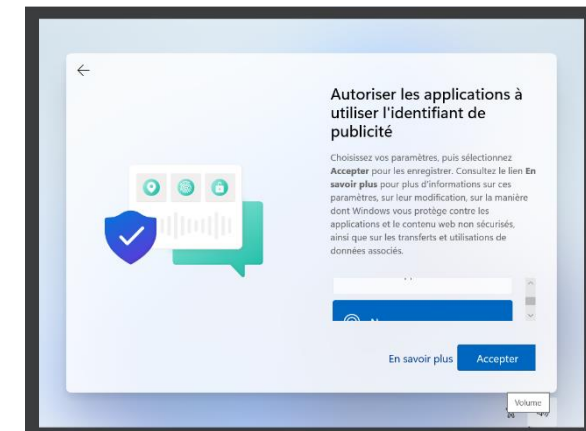 Autoriser les applications à
utiliser l'identifiant de
publicité
Choisissez vos paramètres, puis sélectionnez
Accepter pour les enregistrer. Consultez le lien En
savoir plus pour plus d'informations sur ces
paramètres, sur leur modification, sur la manière
dont Windows vous protège contre les
applications et le contenu web non sécurisés,
ainsi que sur les transferts et utilisations de
données associés.
En savoir plus
Accepter
Volume